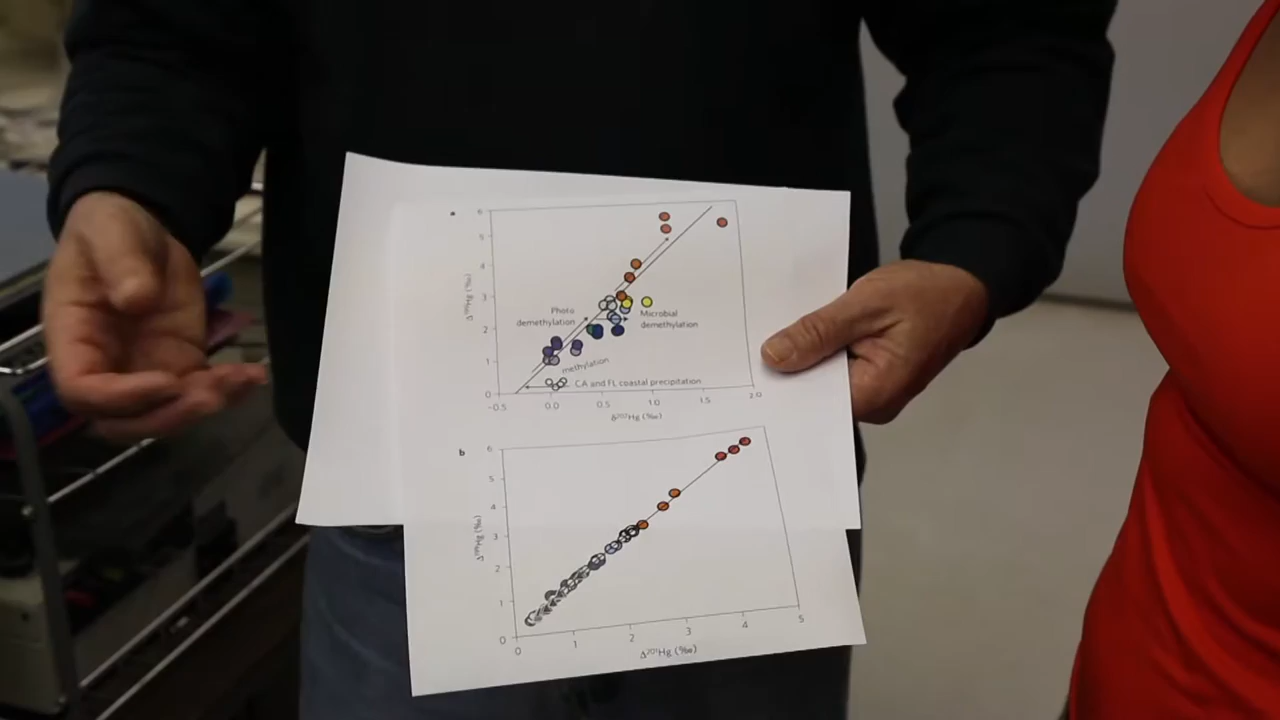 a
6
5
4
3
2
1
0
Δ¹⁹⁹Hg (‰)
Photo
demethylation
Microbial
demethylation
methylation
CA and FL coastal precipitation
-0.5 0.0 0.5 1.0 1.5 2.0
δ²⁰²Hg (‰)
b
6
5
4
3
2
1
0
Δ¹⁹⁹Hg (‰)
0 1 2 3 4 5
Δ²⁰¹Hg (‰)